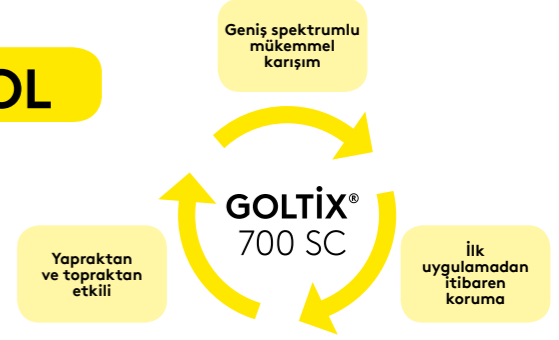 Geniş spektrumlu
mükemmel
karışım
OL
GOLTİX®
700 SC
Yapraktan
ve topraktan
etkili
İlk
uygulamadan
itibaren
koruma